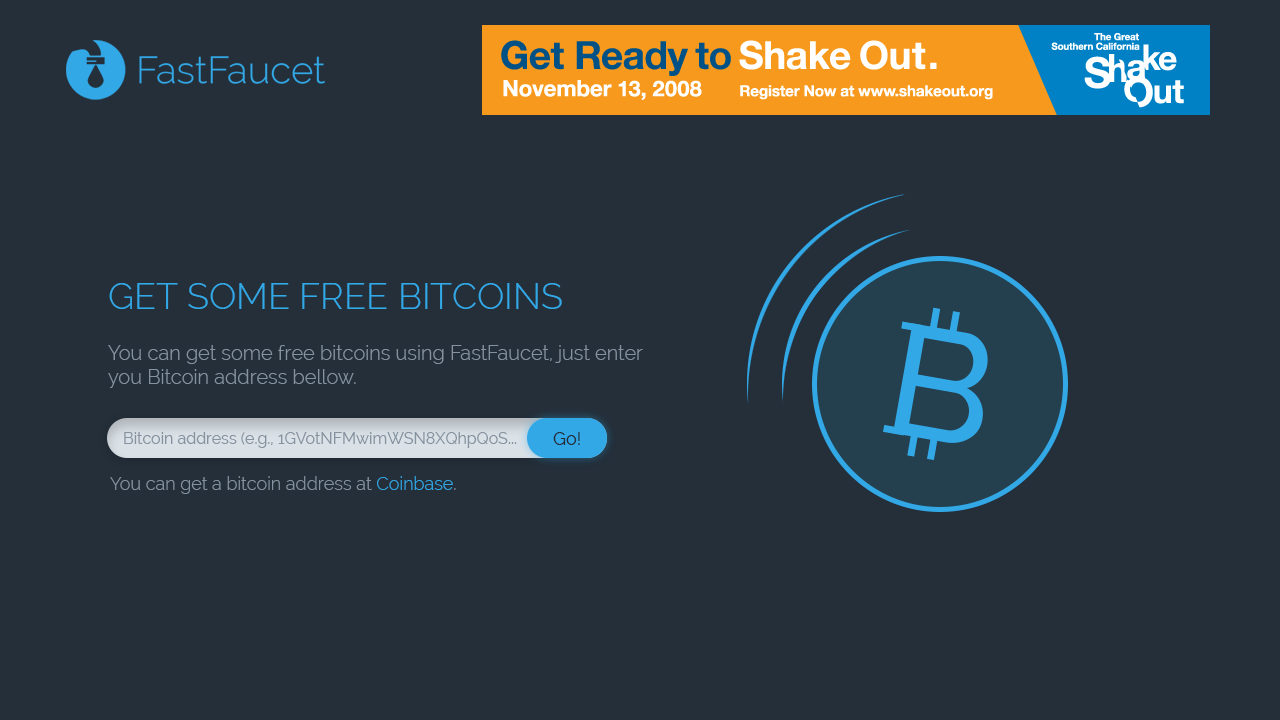 FastFaucet
Get Ready to Shake Out.
November 13, 2008
Register Now at www.shakeout.org
The Great
Southern California
Shake
Out
GET SOME FREE BITCOINS
You can get some free bitcoins using FastFaucet, just enter
you Bitcoin address bellow.
Bitcoin address (e.g., 1GVotNFMwimWSN8XQhpQoS...
Go!
You can get a bitcoin address at Coinbase.